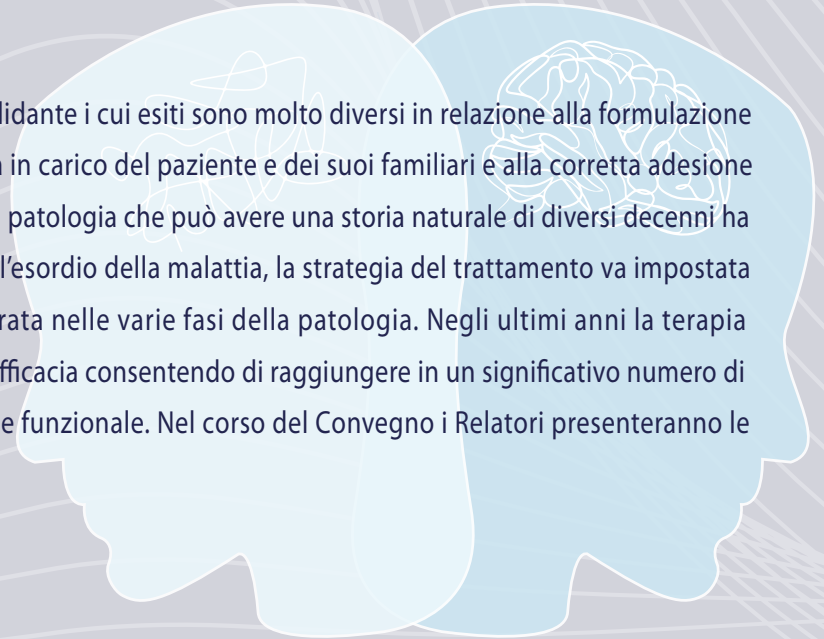 lidante i cui esiti sono molto diversi in relazione alla formulazione
in carico del paziente e dei suoi familiari e alla corretta adesione
patologia che può avere una storia naturale di diversi decenni ha
l’esordio della malattia, la strategia del trattamento va impostata
rata nelle varie fasi della patologia. Negli ultimi anni la terapia
fficacia consentendo di raggiungere in un significativo numero di
e funzionale. Nel corso del Convegno i Relatori presenteranno le